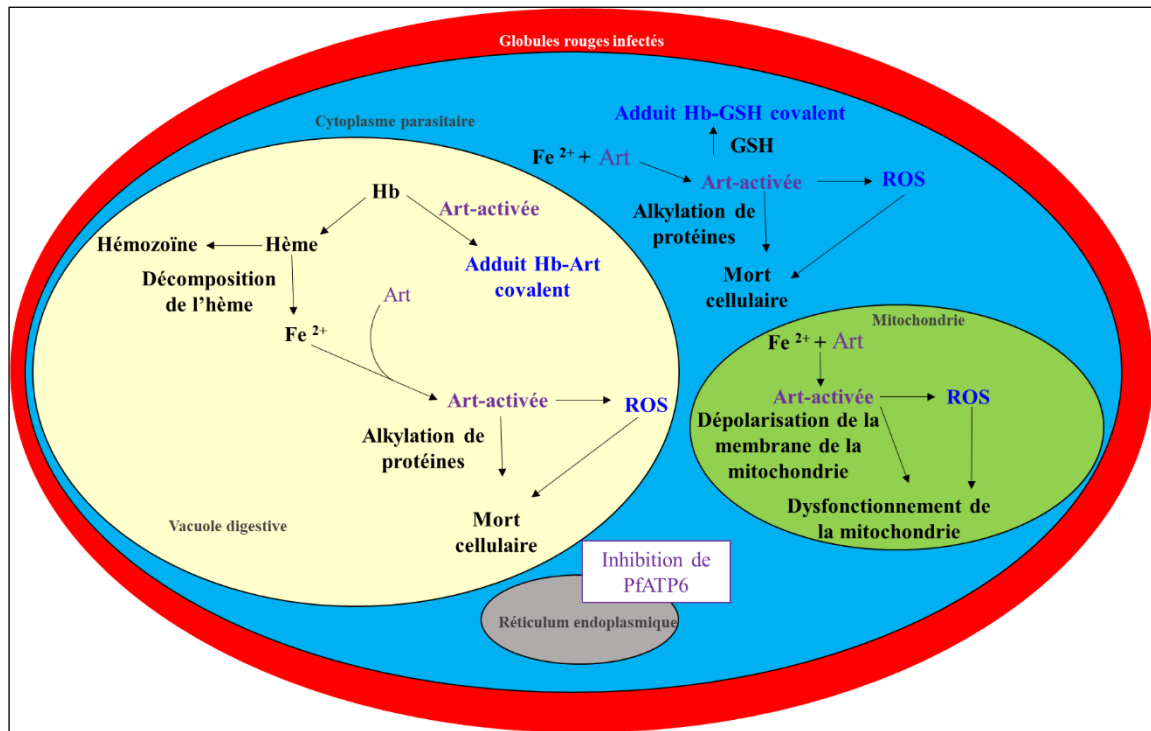 Globules rouges infectés
Cytoplasme parasitaire
Adduit Hb-GSH covalent
GSH
Fe 2+ + Art
Art-activée
ROS
Alkylation de
protéines
Mort
cellulaire
Hb
Art-activée
Hémozoïne
Hème
Adduit Hb-Art
covalent
Décomposition
de l’hème
Art
Fe 2+
Art-activée
ROS
Alkylation de
protéines
Mort
cellulaire
Vacuole digestive
Mitochondrie
Fe 2+ + Art
Art-activée
ROS
Dépolarisation de la
membrane de la
mitochondrie
Dysfonctionnement de
la mitochondrie
Inhibition de
PfATP6
Réticulum endoplasmique